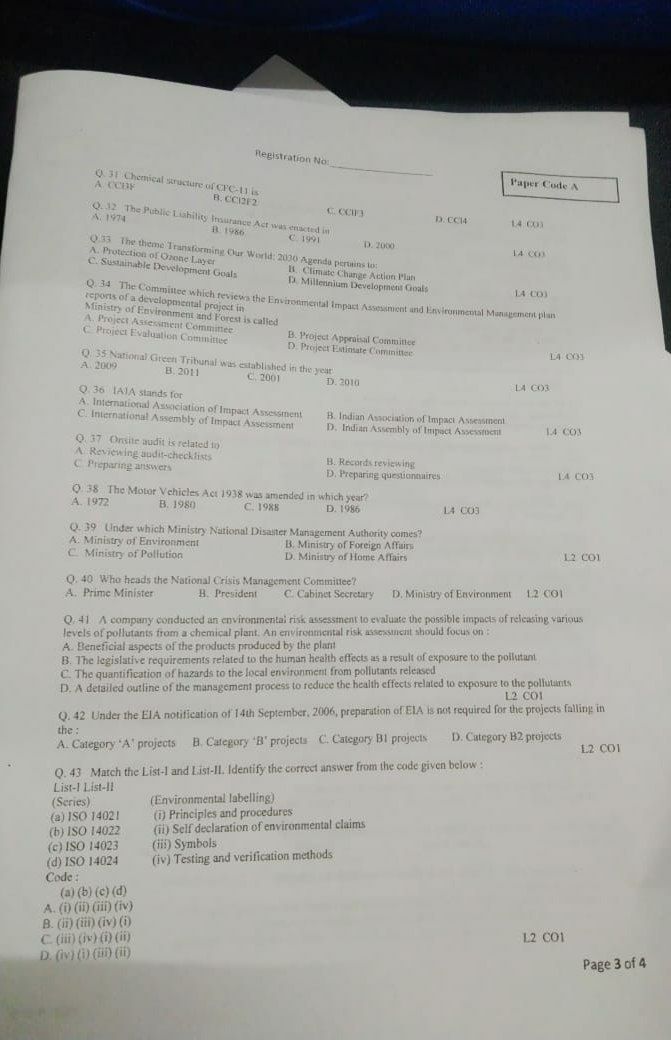 Registration No:
Paper Code A
Q. 31 Chemical structure of CFC-11 is
A. CCl3F B. CCl2F2 C. CClF3 D. CCl4 L4 CO3
Q. 32 The Public Liability Insurance Act was enacted in
A. 1974 B. 1986 C. 1991 D. 2000 L4 CO3
Q.33 The theme Transforming Our World: 2030 Agenda pertains to:
A. Protection of Ozone Layer B. Climate Change Action Plan
C. Sustainable Development Goals D. Millennium Development Goals L4 CO3
Q. 34 The Committee which reviews the Environmental Impact Assessment and Environmental Management plan
reports of a developmental project in
Ministry of Environment and Forest is called
A. Project Assessment Committee B. Project Appraisal Committee
C. Project Evaluation Committee D. Project Estimate Committee L4 CO3
Q. 35 National Green Tribunal was established in the year
A. 2009 B. 2011 C. 2001 D. 2010 L4 CO3
Q. 36 IAIA stands for
A. International Association of Impact Assessment B. Indian Association of Impact Assessment
C. International Assembly of Impact Assessment D. Indian Assembly of Impact Assessment L4 CO3
Q. 37 Onsite audit is related to
A. Reviewing audit-checklists B. Records reviewing
C. Preparing answers D. Preparing questionnaires L4 CO3
Q. 38 The Motor Vehicles Act 1938 was amended in which year?
A. 1972 B. 1980 C. 1988 D. 1986 L4 CO3
Q. 39 Under which Ministry National Disaster Management Authority comes?
A. Ministry of Environment B. Ministry of Foreign Affairs
C. Ministry of Pollution D. Ministry of Home Affairs L2 CO1
Q. 40 Who heads the National Crisis Management Committee?
A. Prime Minister B. President C. Cabinet Secretary D. Ministry of Environment L2 CO1
Q. 41 A company conducted an environmental risk assessment to evaluate the possible impacts of releasing various
levels of pollutants from a chemical plant. An environmental risk assessment should focus on :
A. Beneficial aspects of the products produced by the plant
B. The legislative requirements related to the human health effects as a result of exposure to the pollutant
C. The quantification of hazards to the local environment from pollutants released
D. A detailed outline of the management process to reduce the health effects related to exposure to the pollutants
L2 CO1
Q. 42 Under the EIA notification of 14th September, 2006, preparation of EIA is not required for the projects falling in
the :
A. Category ‘A’ projects B. Category ‘B’ projects C. Category B1 projects D. Category B2 projects
L2 CO1
Q. 43 Match the List-I and List-II. Identify the correct answer from the code given below :
List-I List-II
(Series) (Environmental labelling)
(a) ISO 14021 (i) Principles and procedures
(b) ISO 14022 (ii) Self declaration of environmental claims
(c) ISO 14023 (iii) Symbols
(d) ISO 14024 (iv) Testing and verification methods
Code :
(a) (b) (c) (d)
A. (i) (ii) (iii) (iv)
B. (ii) (iii) (iv) (i)
C. (iii) (iv) (i) (ii) L2 CO1
D. (iv) (i) (iii) (ii)
Page 3 of 4